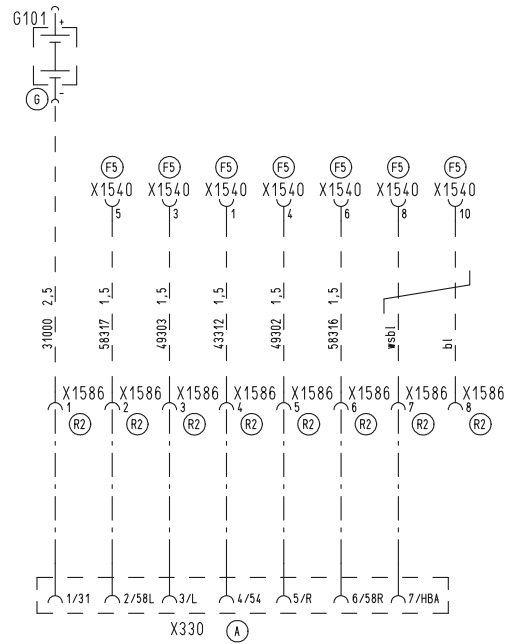 G101
+
-
G
F5 F5 F5 F5 F5 F5 F5
X1540 X1540 X1540 X1540 X1540 X1540 X1540
5 3 1 4 6 8 10
2,5 1,5 1,5 1,5 1,5 1,5
31000 58317 49303 43312 49302 58316 wsbl bl
X1586 X1586 X1586 X1586 X1586 X1586 X1586 X1586
1 2 3 4 5 6 7 8
R2 R2 R2 R2 R2 R2 R2 R2
1/31 2/58L 3/L 4/54 5/R 6/58R 7/HBA
X330 A